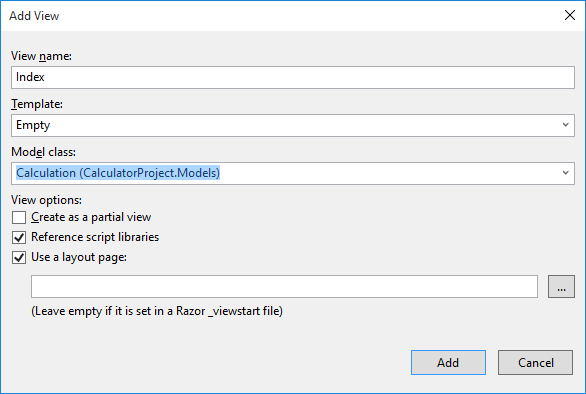 Add View
View name:
Index
Template:
Empty
Model class:
Calculation (CalculatorProject.Models)
View options:
Create as a partial view
Reference script libraries
Use a layout page:
...
(Leave empty if it is set in a Razor _viewstart file)
Add Cancel